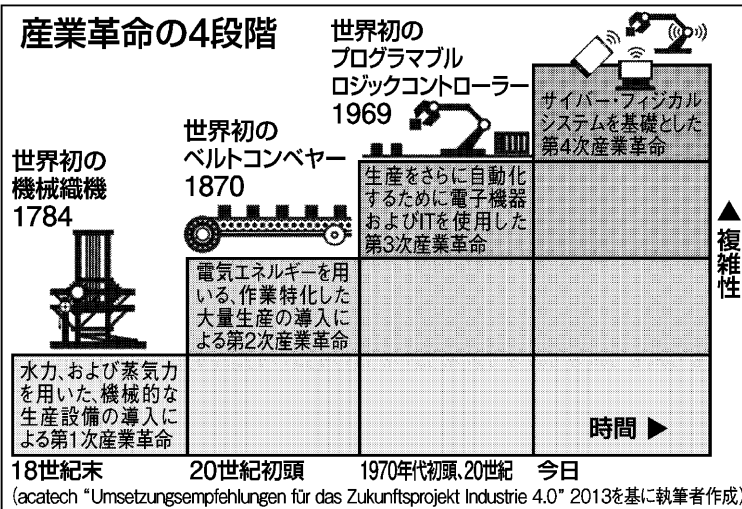 産業革命の4段階
世界初の
機械織機
1784
水力、および蒸気力
を用いた、機械的な
生産設備の導入に
よる第1次産業革命
世界初の
ベルトコンベヤー
1870
電気エネルギーを用
いる、作業特化した
大量生産の導入に
よる第2次産業革命
世界初の
プログラマブル
ロジックコントローラー
1969
生産をさらに自動化
するために電子機器
およびITを使用した
第3次産業革命
サイバー・フィジカル
システムを基礎とした
第4次産業革命
▲複雑性
時間 ▶
18世紀末
20世紀初頭
1970年代初頭、20世紀
今日
(acatech “Umsetzungsempfehlungen für das Zukunftsprojekt Industrie 4.0” 2013を基に執筆者作成)